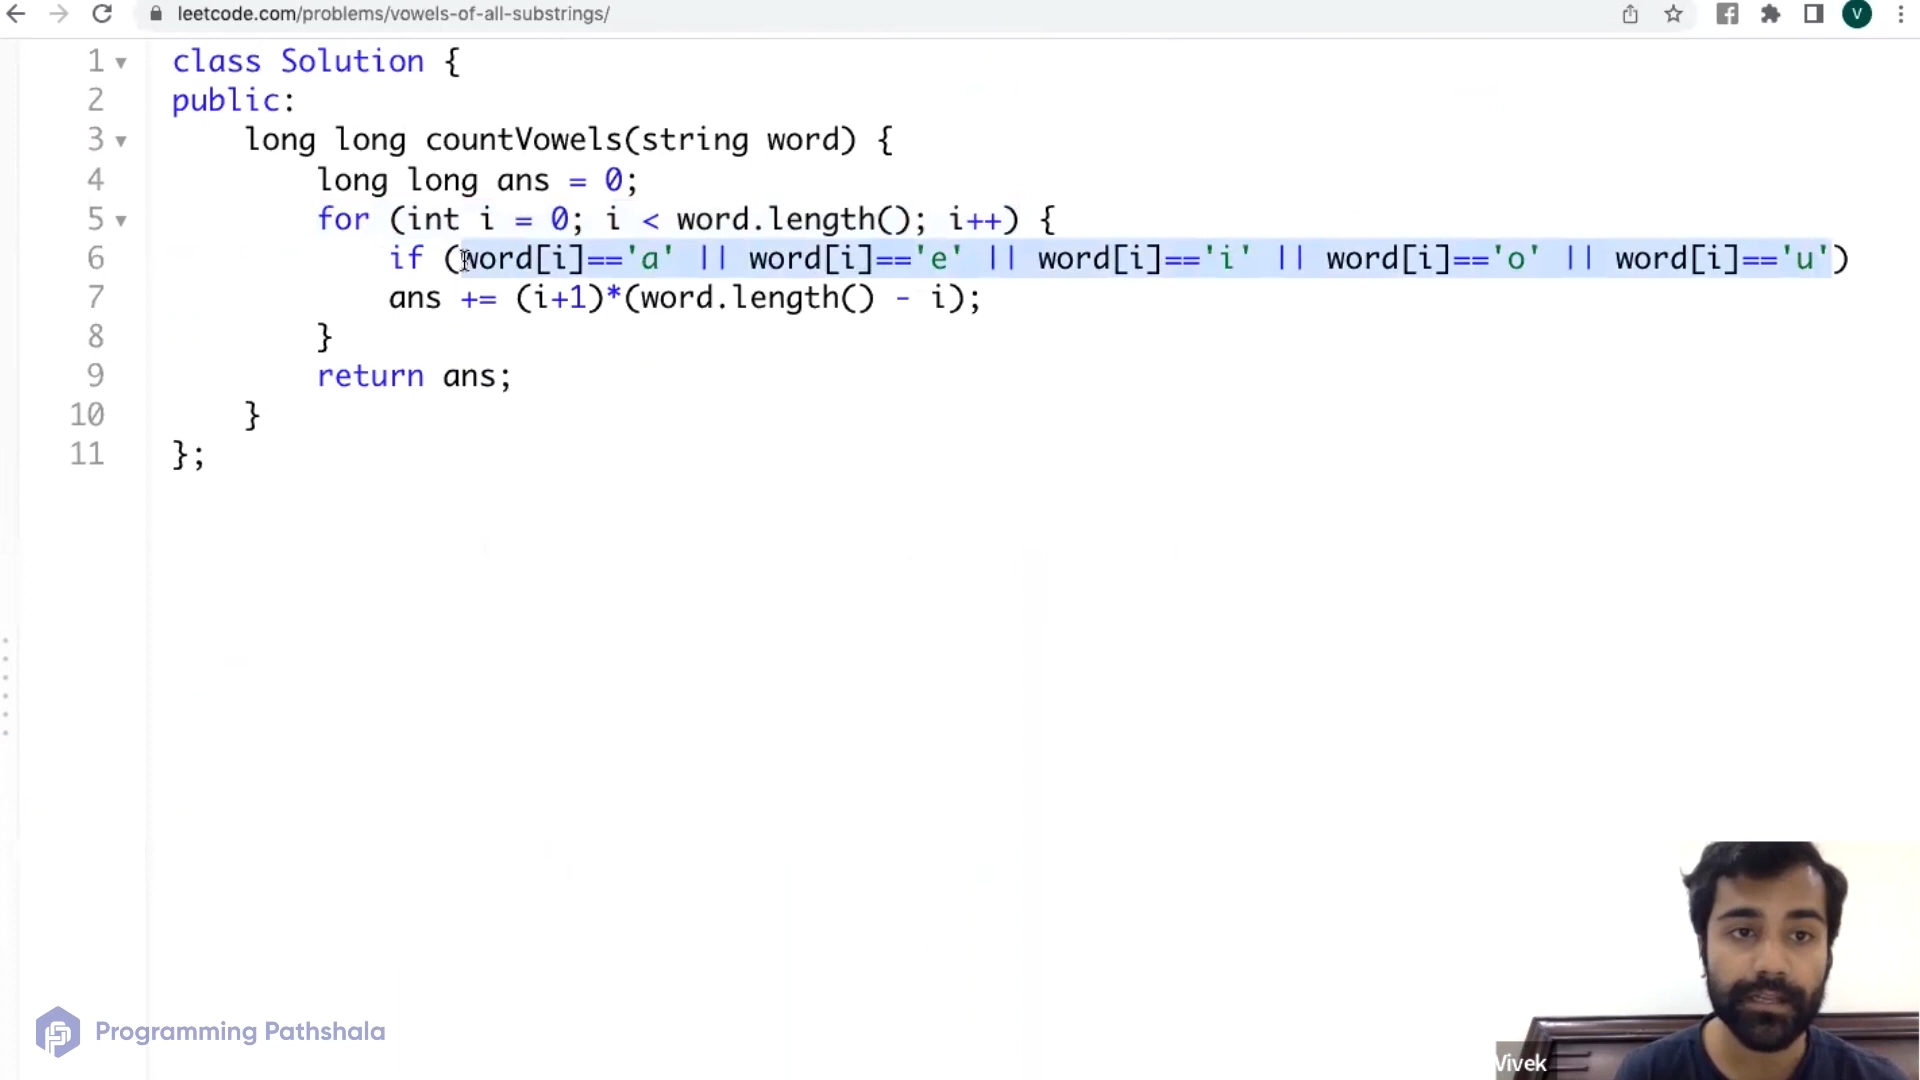 leetcode.com/problems/vowels-of-all-substrings/
V
1 class Solution {
2 public:
3 long long countVowels(string word) {
4 long long ans = 0;
5 for (int i = 0; i < word.length(); i++) {
6 if (word[i]=='a' || word[i]=='e' || word[i]=='i' || word[i]=='o' || word[i]=='u')
7 ans += (i+1)*(word.length() - i);
8 }
9 return ans;
10 }
11 };
Programming Pathshala
Vivek